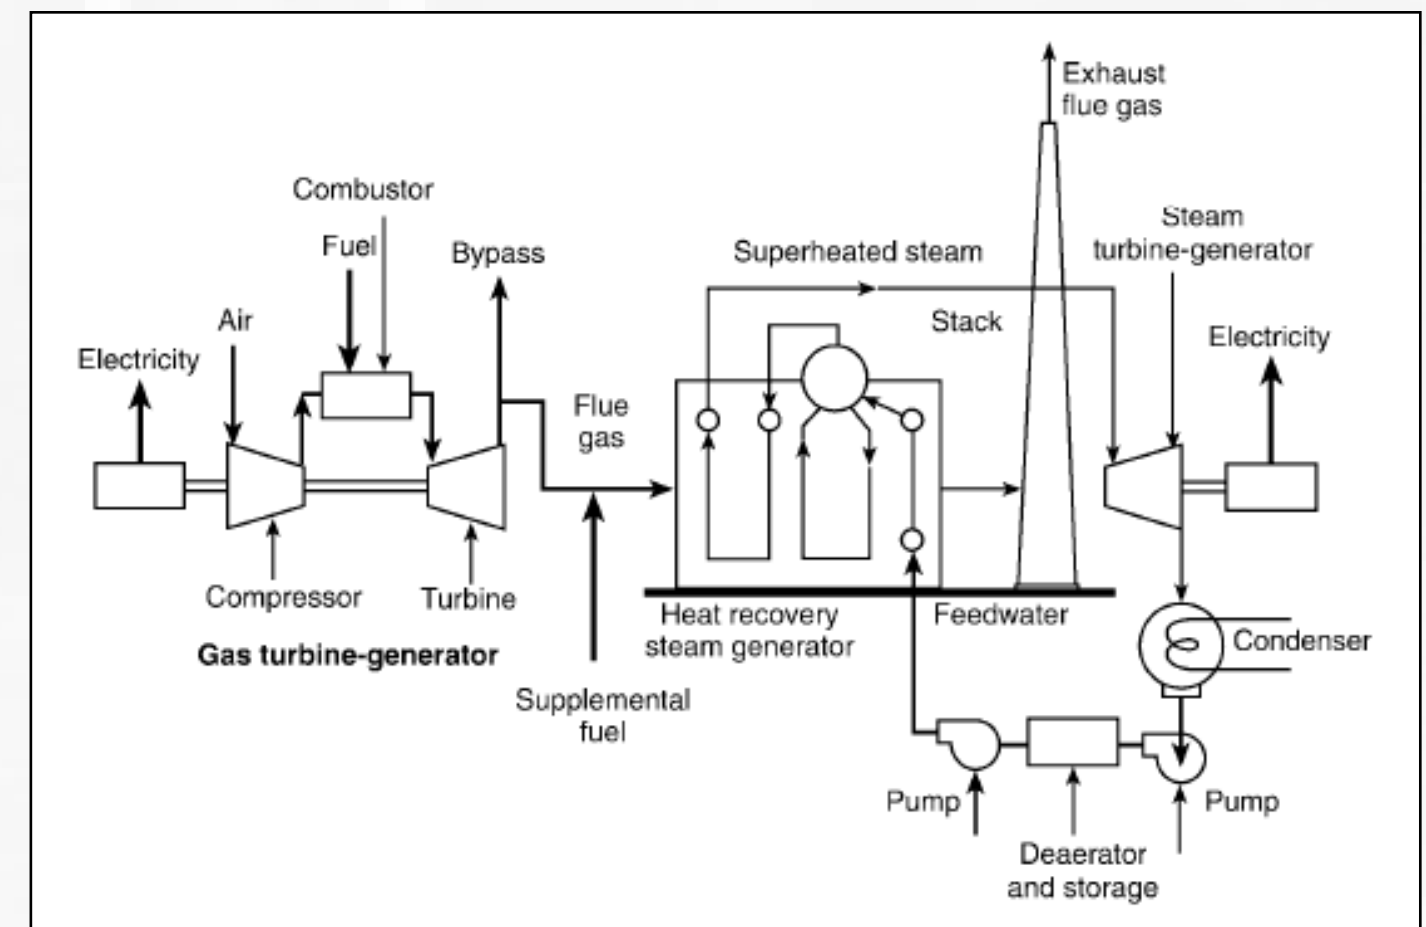 Exhaust
flue gas
Combustor
Fuel
Bypass
Air
Electricity
Superheated steam
Stack
Steam
turbine-generator
Electricity
Flue
gas
Compressor
Turbine
Gas turbine-generator
Supplemental
fuel
Heat recovery
steam generator
Feedwater
Condenser
Pump
Pump
Deaerator
and storage